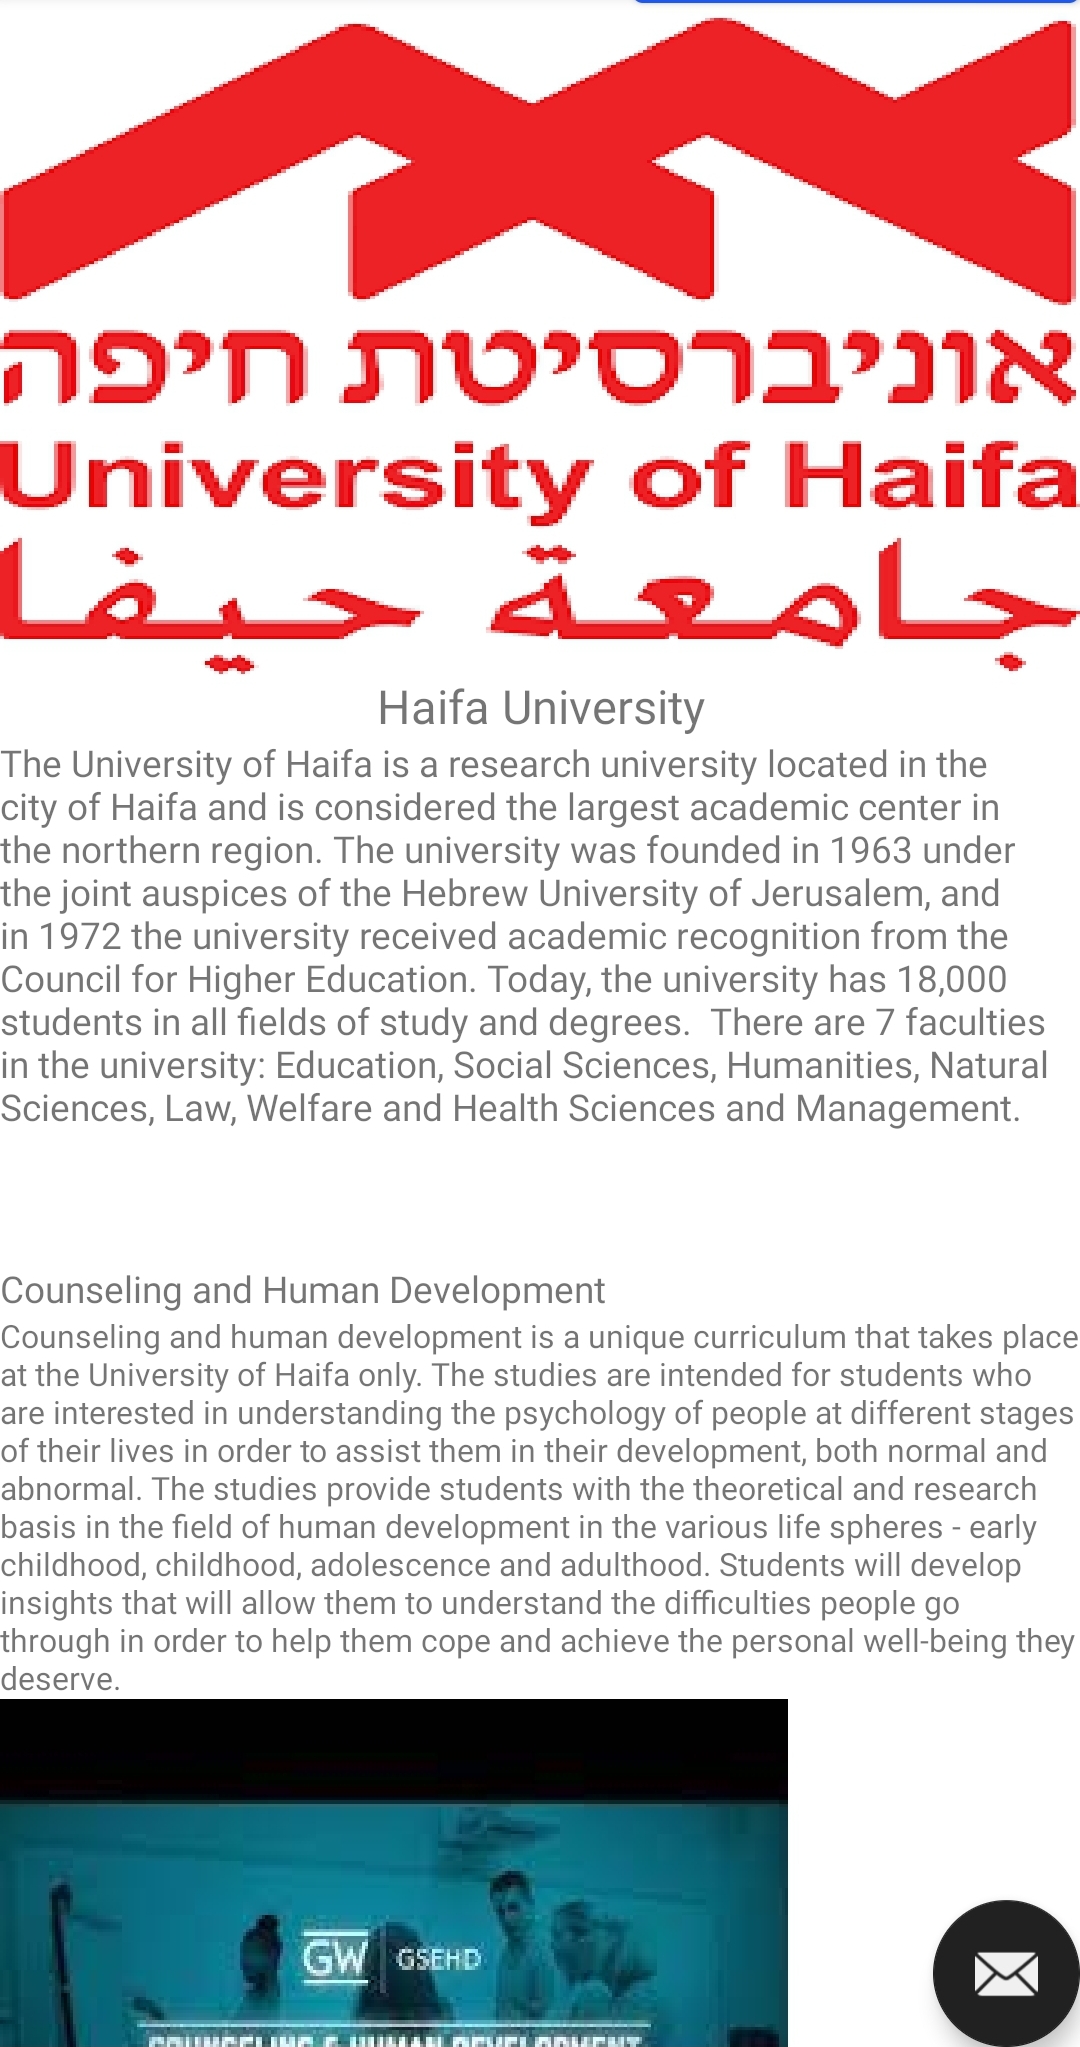 אוניברסיטת חיפה
University of Haifa
جامعة حيفا
Haifa University
The University of Haifa is a research university located in the
city of Haifa and is considered the largest academic center in
the northern region. The university was founded in 1963 under
the joint auspices of the Hebrew University of Jerusalem, and
in 1972 the university received academic recognition from the
Council for Higher Education. Today, the university has 18,000
students in all fields of study and degrees.  There are 7 faculties
in the university: Education, Social Sciences, Humanities, Natural
Sciences, Law, Welfare and Health Sciences and Management.
Counseling and Human Development
Counseling and human development is a unique curriculum that takes place
at the University of Haifa only. The studies are intended for students who
are interested in understanding the psychology of people at different stages
of their lives in order to assist them in their development, both normal and
abnormal. The studies provide students with the theoretical and research
basis in the field of human development in the various life spheres - early
childhood, childhood, adolescence and adulthood. Students will develop
insights that will allow them to understand the difficulties people go
through in order to help them cope and achieve the personal well-being they
deserve.
GW GSEHD
COUNSELING & HUMAN DEVELOPMENT